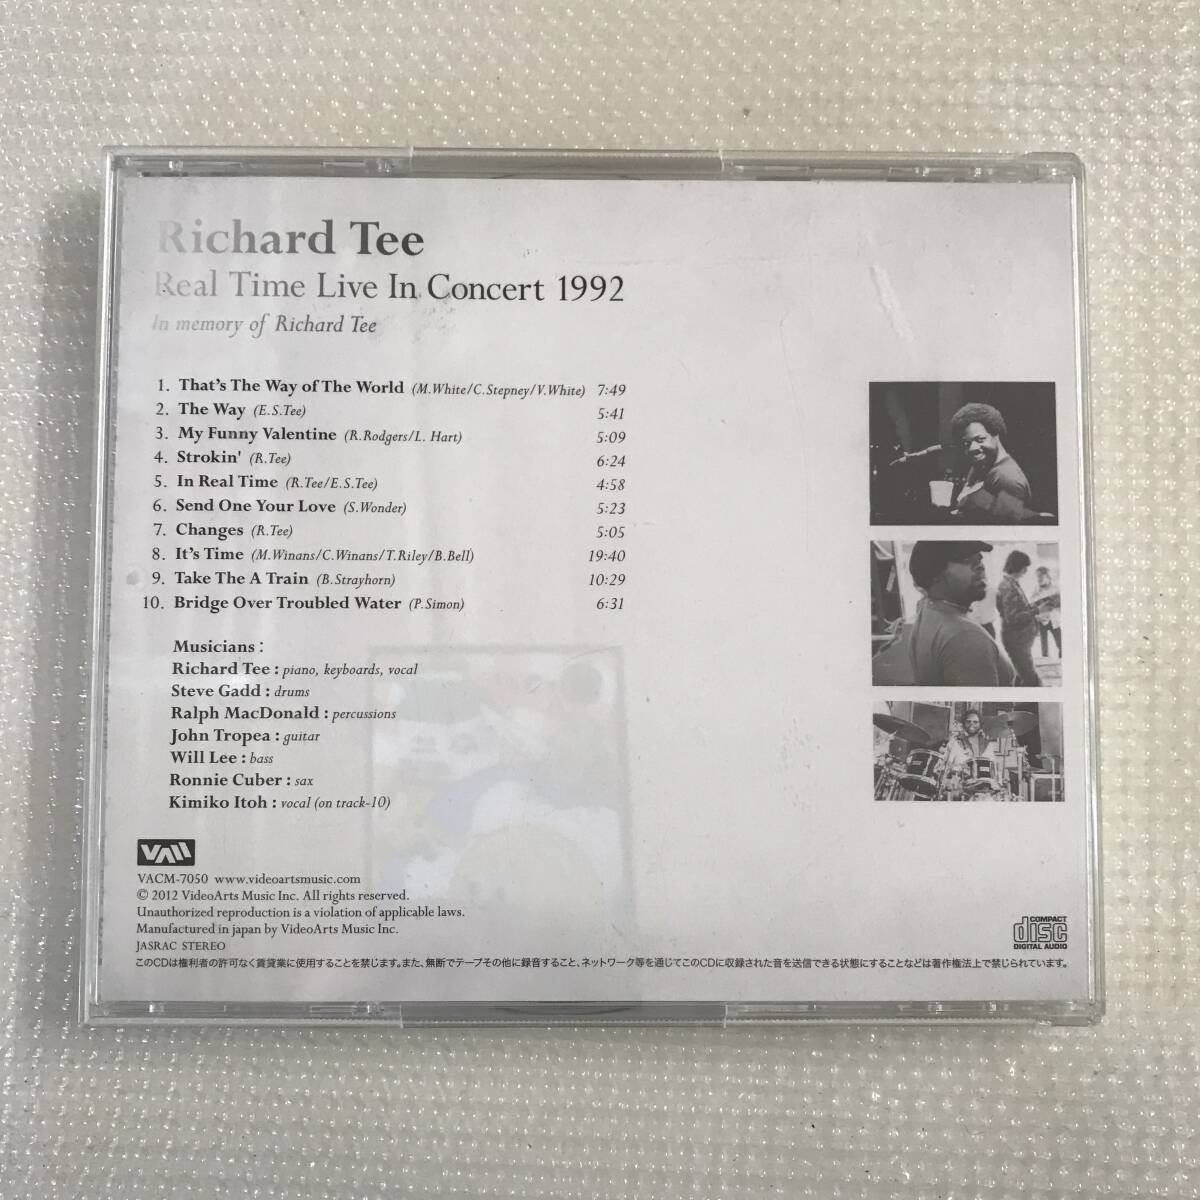 Richard Tee
Real Time Live In Concert 1992
In memory of Richard Tee
1. That's The Way of The World (M.White/C.Stepney/V.White) 7:49
2. The Way (E.S.Tee) 5:41
3. My Funny Valentine (R.Rodgers/L. Hart) 5:09
4. Strokin' (R.Tee) 6:24
5. In Real Time (R.Tee/E.S.Tee) 4:58
6. Send One Your Love (S.Wonder) 5:23
7. Changes (R.Tee) 5:05
8. It's Time (M.Winans/C.Winans/T.Riley/B.Bell) 19:40
9. Take The A Train (B.Strayhorn) 10:29
10. Bridge Over Troubled Water (P.Simon) 6:31
Musicians :
Richard Tee : piano, keyboards, vocal
Steve Gadd : drums
Ralph MacDonald : percussions
John Tropea : guitar
Will Lee : bass
Ronnie Cuber : sax
Kimiko Itoh : vocal (on track-10)
VAM
VACM-7050 www.videoartsmusic.com
© 2012 VideoArts Music Inc. All rights reserved.
Unauthorized reproduction is a violation of applicable laws.
Manufactured in japan by VideoArts Music Inc.
JASRAC STEREO
このCDは権利者の許可なく賃貸業に使用することを禁じます。また、無断でテープその他に録音すること、ネットワーク等を通じてこのCDに収録された音を送信できる状態にすることなどは著作権法上で禁じられています。
COMPACT
disc
DIGITAL AUDIO